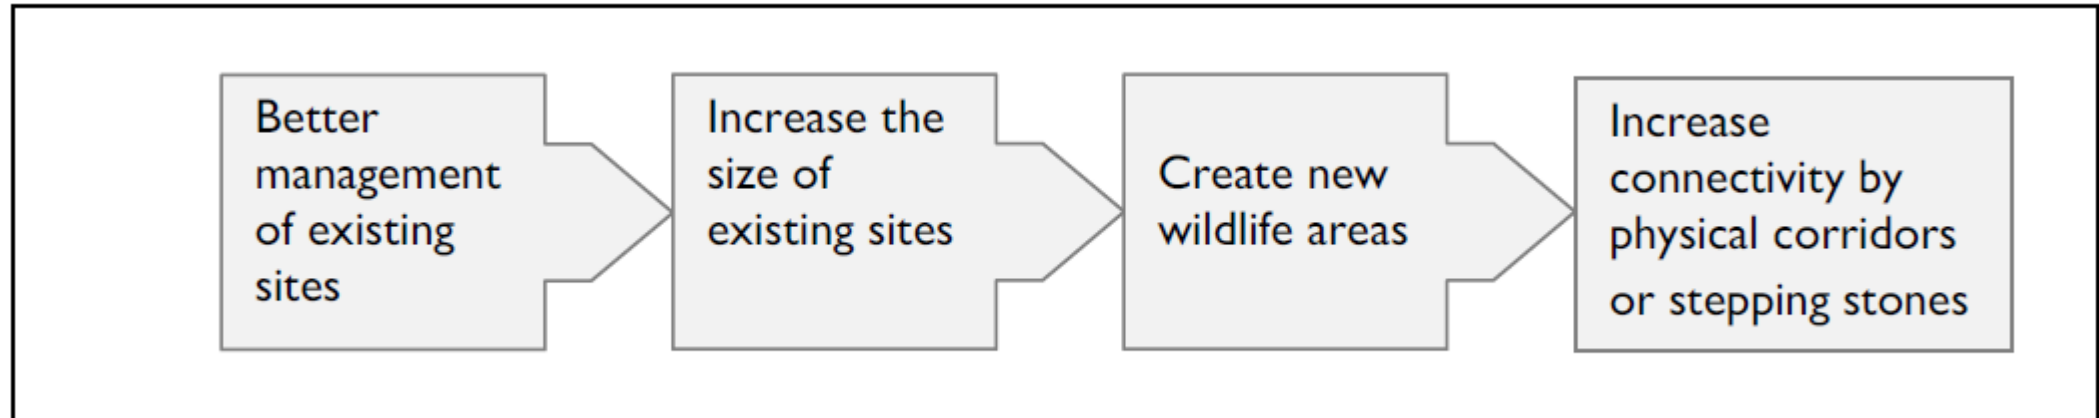 Better
management
of existing
sites
Increase the
size of
existing sites
Create new
wildlife areas
Increase
connectivity by
physical corridors
or stepping stones